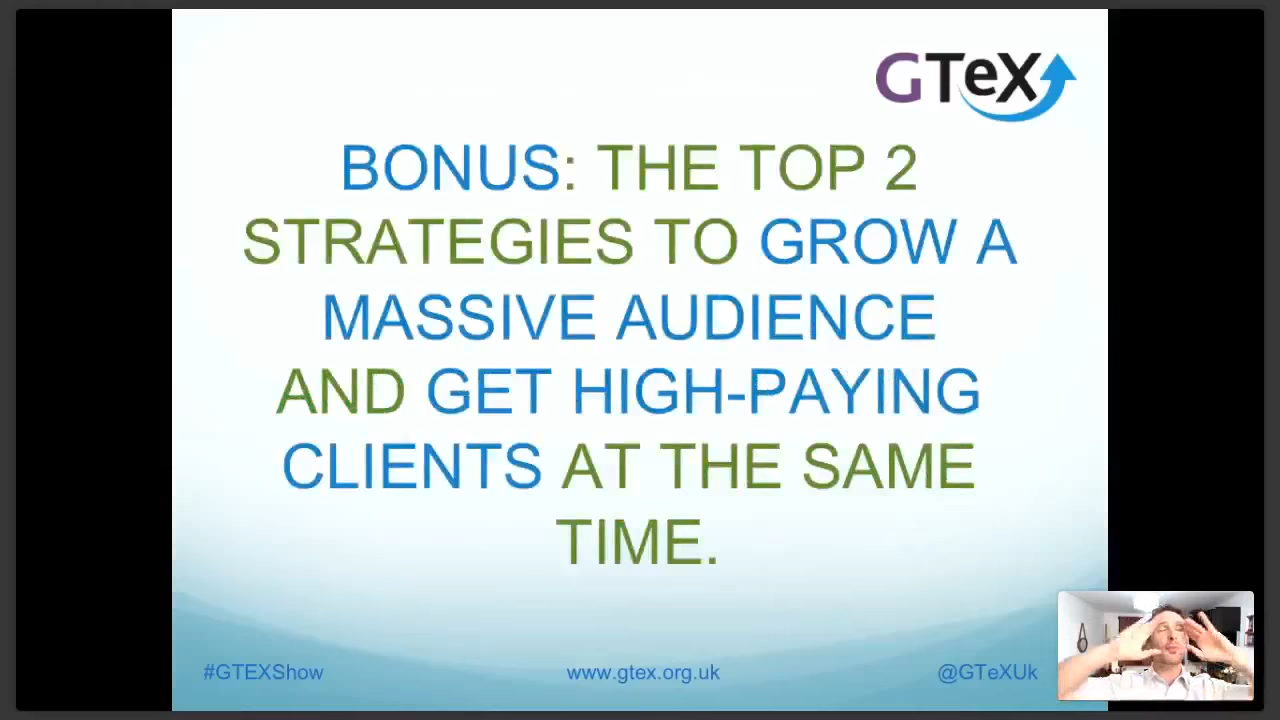 GTeX
BONUS: THE TOP 2
STRATEGIES TO GROW A
MASSIVE AUDIENCE
AND GET HIGH-PAYING
CLIENTS AT THE SAME
TIME.
#GTEXShow
www.gtex.org.uk
@GTeXUk